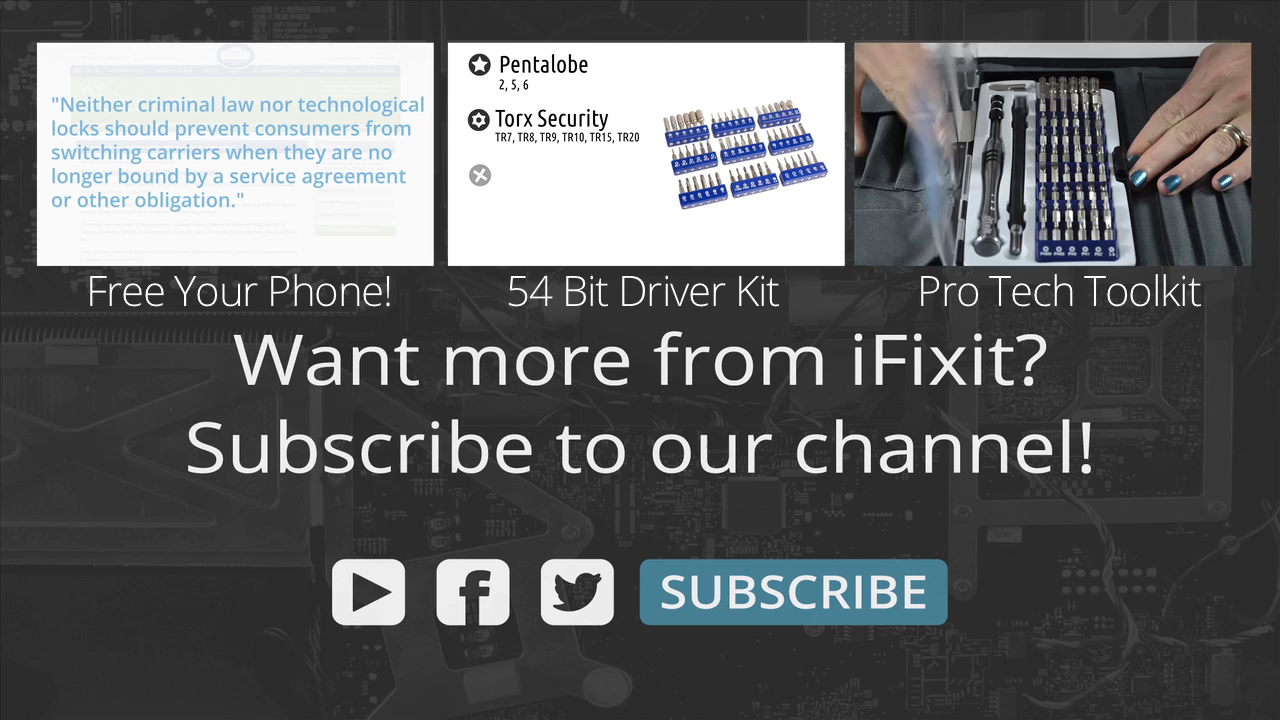 "Neither criminal law nor technological
locks should prevent consumers from
switching carriers when they are no
longer bound by a service agreement
or other obligation."
Pentalobe
2, 5, 6
Torx Security
TR7, TR8, TR9, TR10, TR15, TR20
Free Your Phone!
54 Bit Driver Kit
Pro Tech Toolkit
Want more from iFixit?
Subscribe to our channel!
SUBSCRIBE